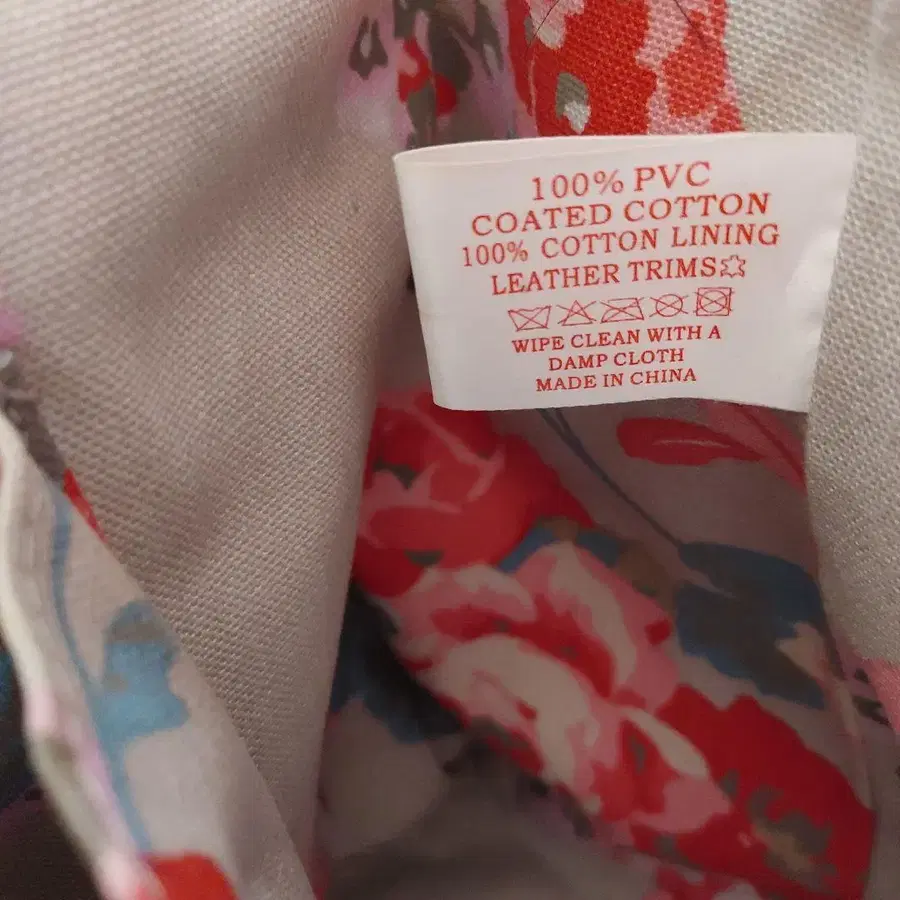 100% PVC
COATED COTTON
100% COTTON LINING
LEATHER TRIMS
WIPE CLEAN WITH A
DAMP CLOTH
MADE IN CHINA